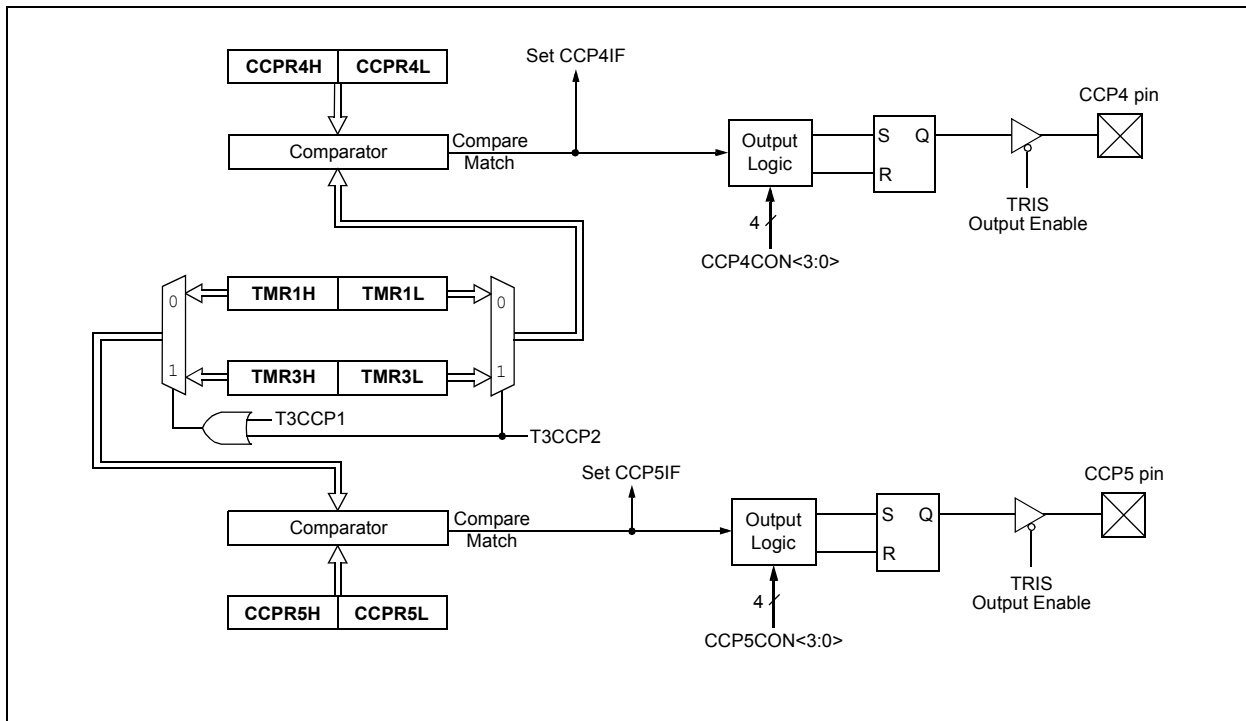 CCPR4H CCPR4L
Set CCP4IF
CCP4 pin
Comparator
Compare
Match
Output
Logic
S Q
R
TRIS
Output Enable
4
CCP4CON<3:0>
0
TMR1H TMR1L
0
1
TMR3H TMR3L
1
T3CCP1
T3CCP2
Set CCP5IF
CCP5 pin
Comparator
Compare
Match
Output
Logic
S Q
R
TRIS
Output Enable
4
CCPR5H CCPR5L
CCP5CON<3:0>